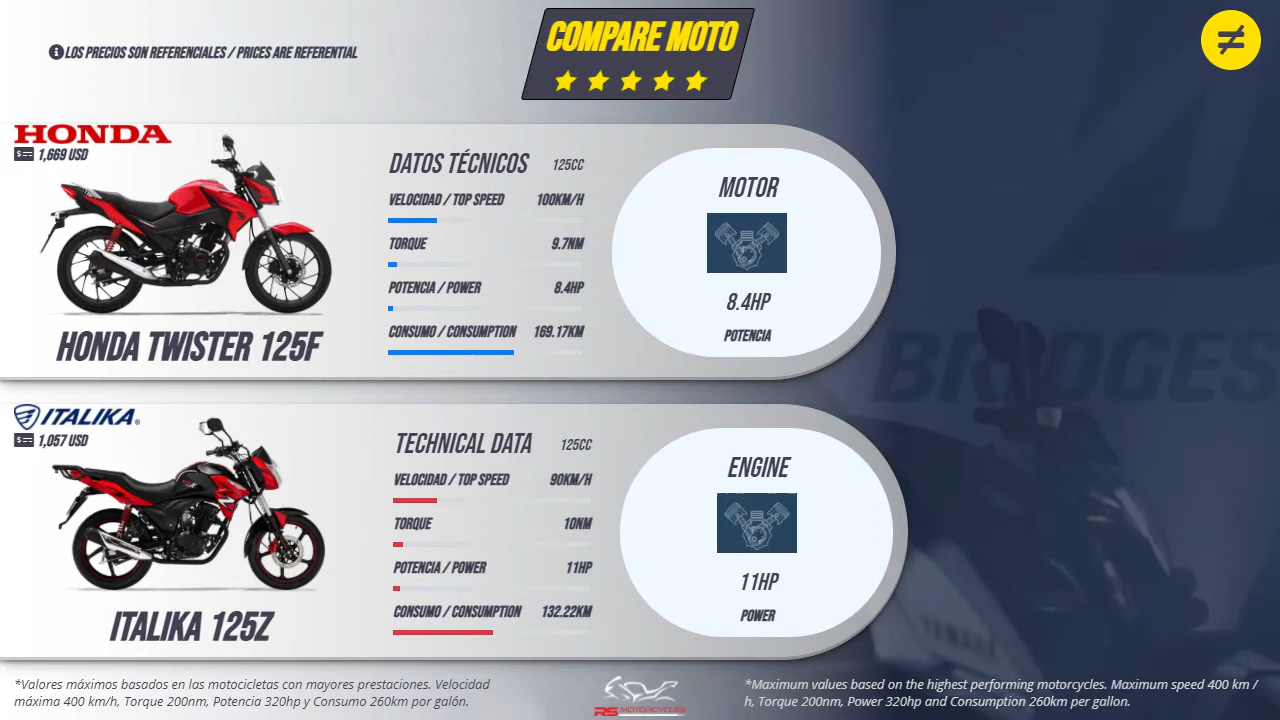 COMPARE MOTO
LOS PRECIOS SON REFERENCIALES / PRICES ARE REFERENTIAL
HONDA
1,669 USD
HONDA TWISTER 125F
DATOS TÉCNICOS 125CC
VELOCIDAD / TOP SPEED 100KM/H
TORQUE 9.7NM
POTENCIA / POWER 8.4HP
CONSUMO / CONSUMPTION 169.17KM
MOTOR
8.4HP
POTENCIA
BRIDGES
ITALIKA®
1,057 USD
ITALIKA 125Z
TECHNICAL DATA 125CC
VELOCIDAD / TOP SPEED 90KM/H
TORQUE 10NM
POTENCIA / POWER 11HP
CONSUMO / CONSUMPTION 132.22KM
ENGINE
11HP
POWER
*Valores máximos basados en las motocicletas con mayores prestaciones. Velocidad
máxima 400 km/h, Torque 200nm, Potencia 320hp y Consumo 260km por galón.
RS MOTORCYCLES
*Maximum values based on the highest performing motorcycles. Maximum speed 400 km /
h, Torque 200nm, Power 320hp and Consumption 260km per gallon.